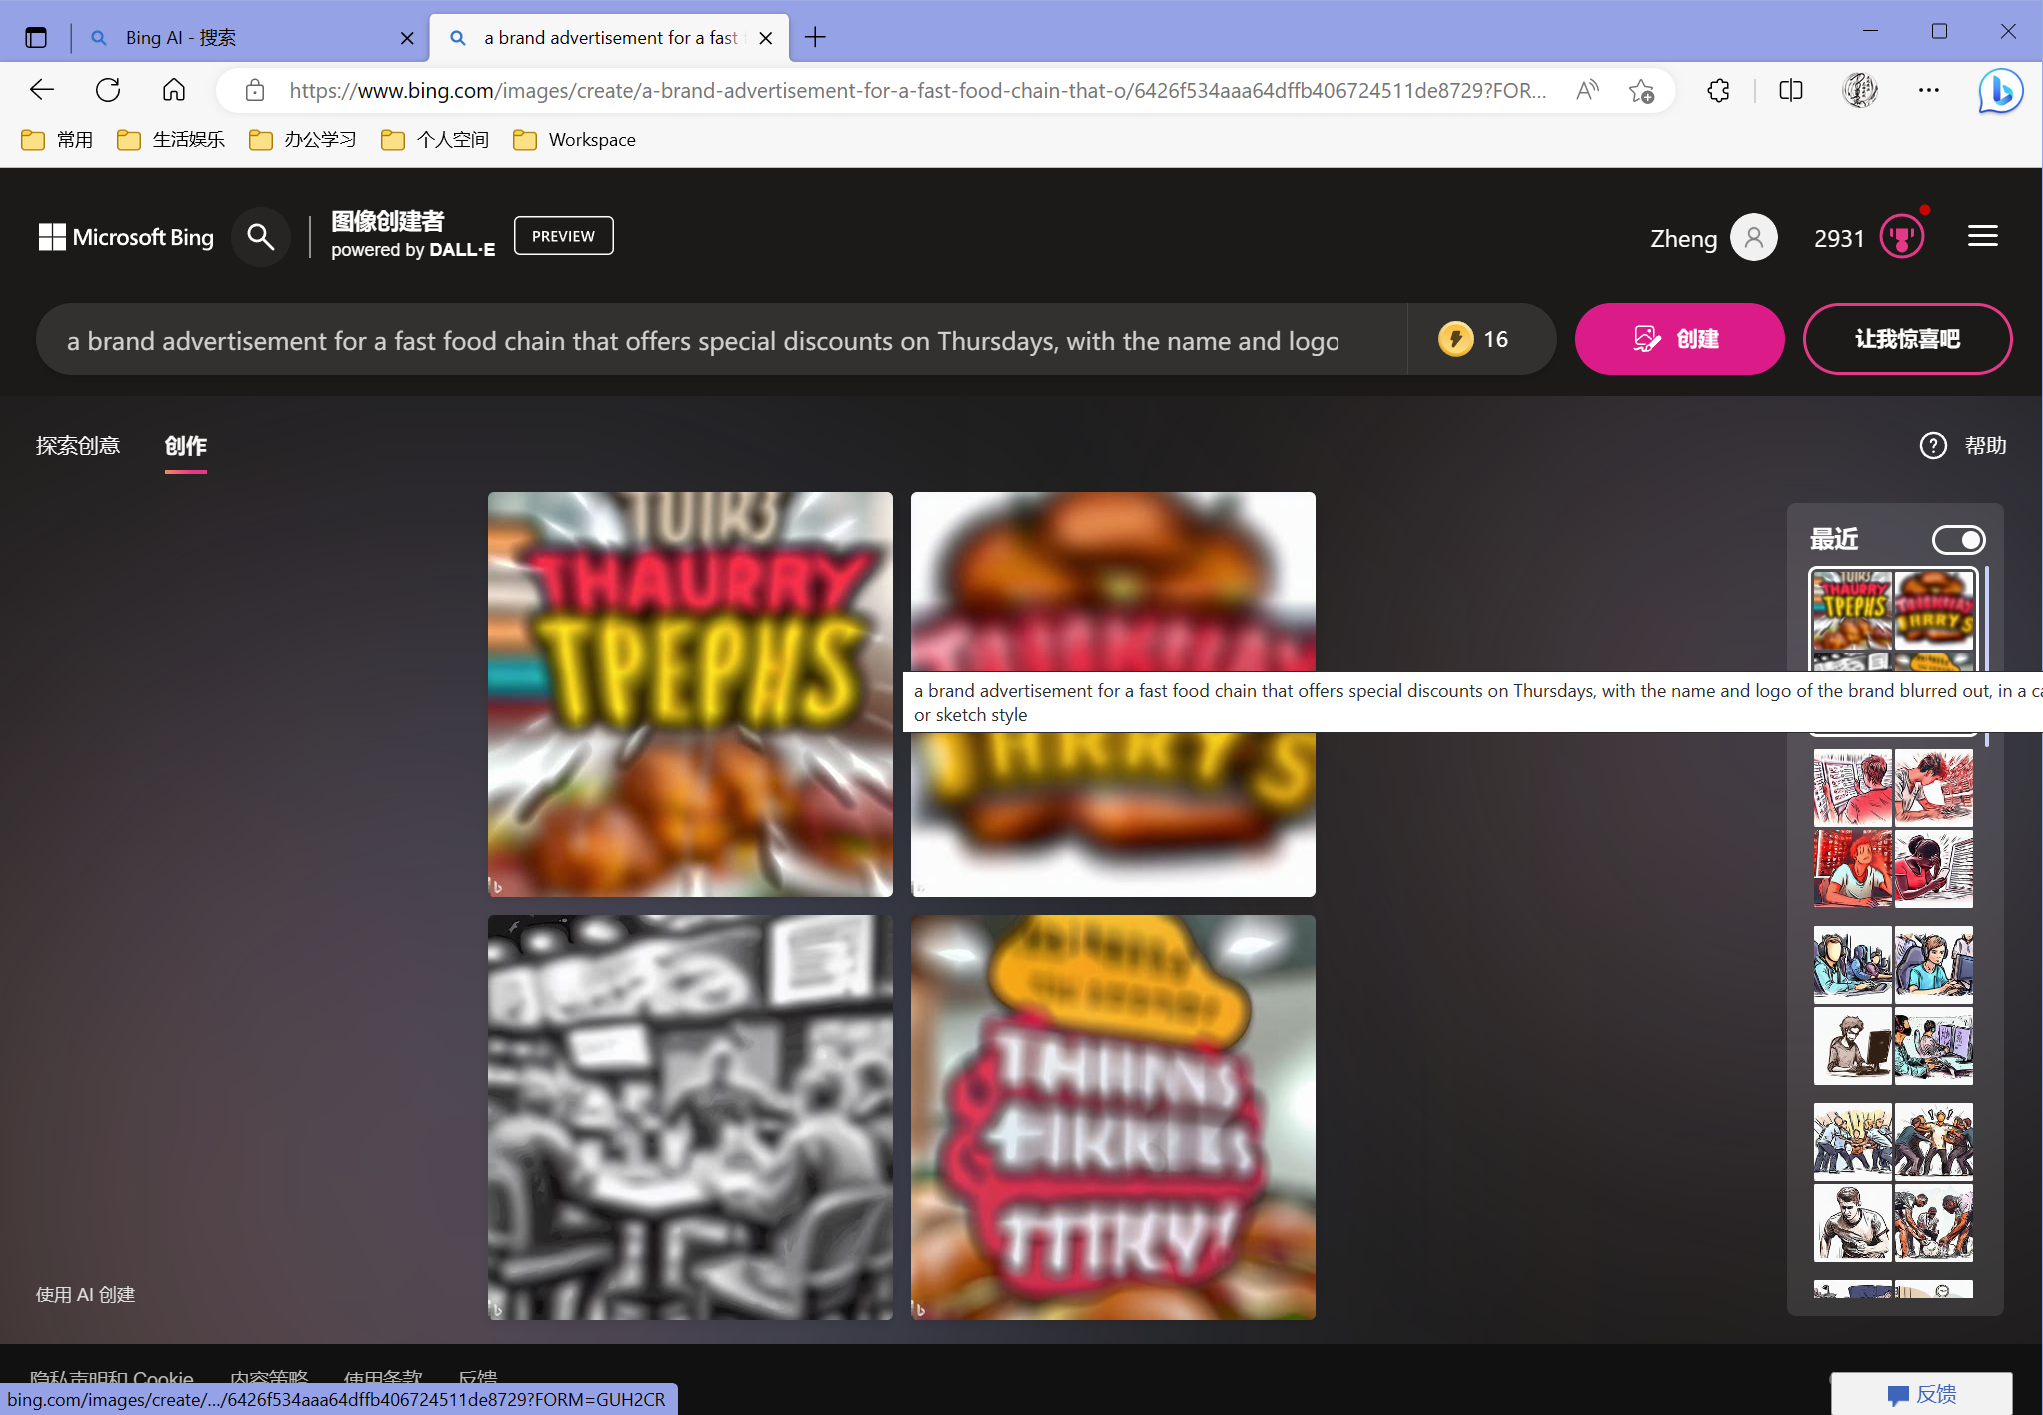 Bing AI - 搜索
a brand advertisement for a fast
https://www.bing.com/images/create/a-brand-advertisement-for-a-fast-food-chain-that-o/6426f534aaa64dffb406724511de8729?FOR...
常用
生活娱乐
办公学习
个人空间
Workspace
Microsoft Bing
图像创建者
powered by DALL·E
PREVIEW
Zheng
2931
a brand advertisement for a fast food chain that offers special discounts on Thursdays, with the name and logo
16
创建
让我惊喜吧
探索创意
创作
帮助
最近
THAURRY
TPEPHS
THAURRY
TPEPHS
a brand advertisement for a fast food chain that offers special discounts on Thursdays, with the name and logo of the brand blurred out, in a ca
or sketch style
使用 AI 创建
隐私声明和 Cookie
内容策略
使用条款
反馈
bing.com/images/create/.../6426f534aaa64dffb406724511de8729?FORM=GUH2CR
反馈